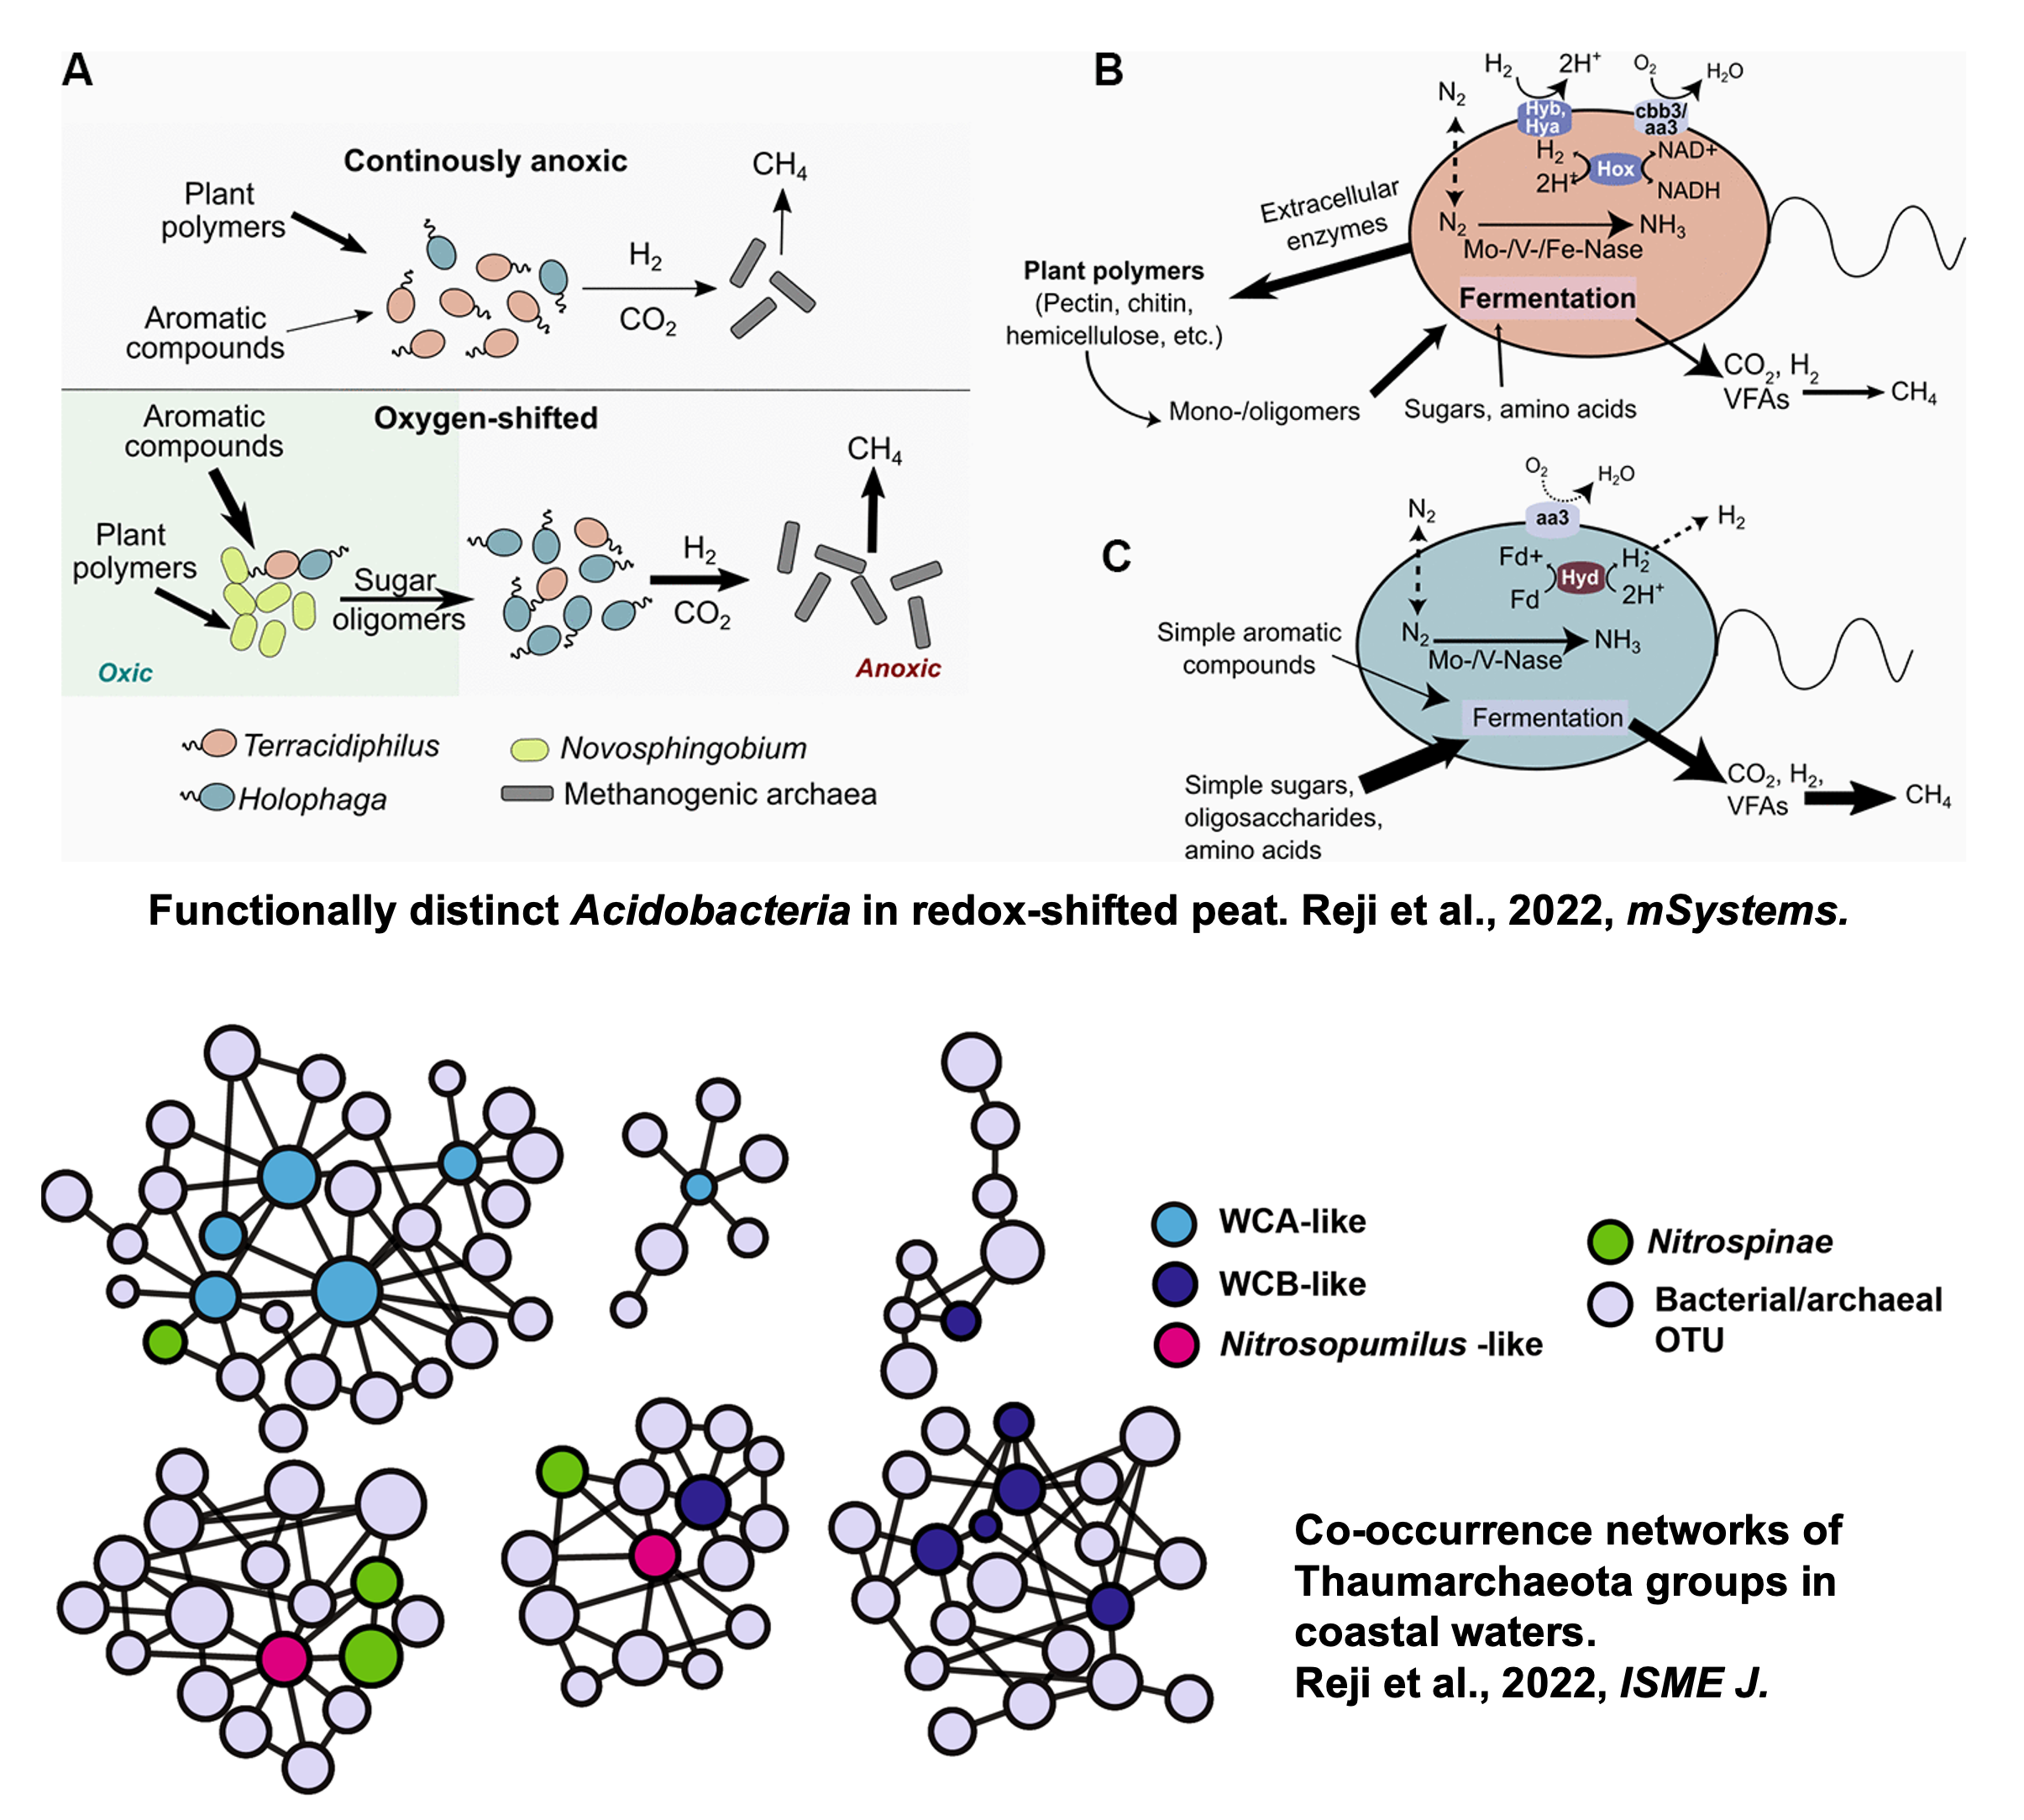 A
Continously anoxic
Plant
polymers
Aromatic
compounds
H2
CO2
CH4
Oxygen-shifted
Aromatic
compounds
Plant
polymers
Sugar
oligomers
H2
CO2
CH4
Oxic
Anoxic
Terracidiphilus
Novosphingobium
Holophaga
Methanogenic archaea
B
H2
2H+
O2
H2O
N2
Hyb,
Hya
cbb3/
aa3
H2
2H+
Hox
NAD+
NADH
N2
NH3
Mo-/V-/Fe-Nase
Extracellular
enzymes
Plant polymers
(Pectin, chitin,
hemicellulose, etc.)
Fermentation
Mono-/oligomers
Sugars, amino acids
CO2, H2
VFAs
CH4
C
O2
H2O
N2
aa3
H2
Fd+
Fd
Hyd
H2
2H+
N2
NH3
Mo-/V-Nase
Simple aromatic
compounds
Fermentation
Simple sugars,
oligosaccharides,
amino acids
CO2, H2,
VFAs
CH4
Functionally distinct Acidobacteria in redox-shifted peat. Reji et al., 2022, mSystems.
WCA-like
WCB-like
Nitrosopumilus -like
Nitrospinae
Bacterial/archaeal
OTU
Co-occurrence networks of
Thaumarchaeota groups in
coastal waters.
Reji et al., 2022, ISME J.